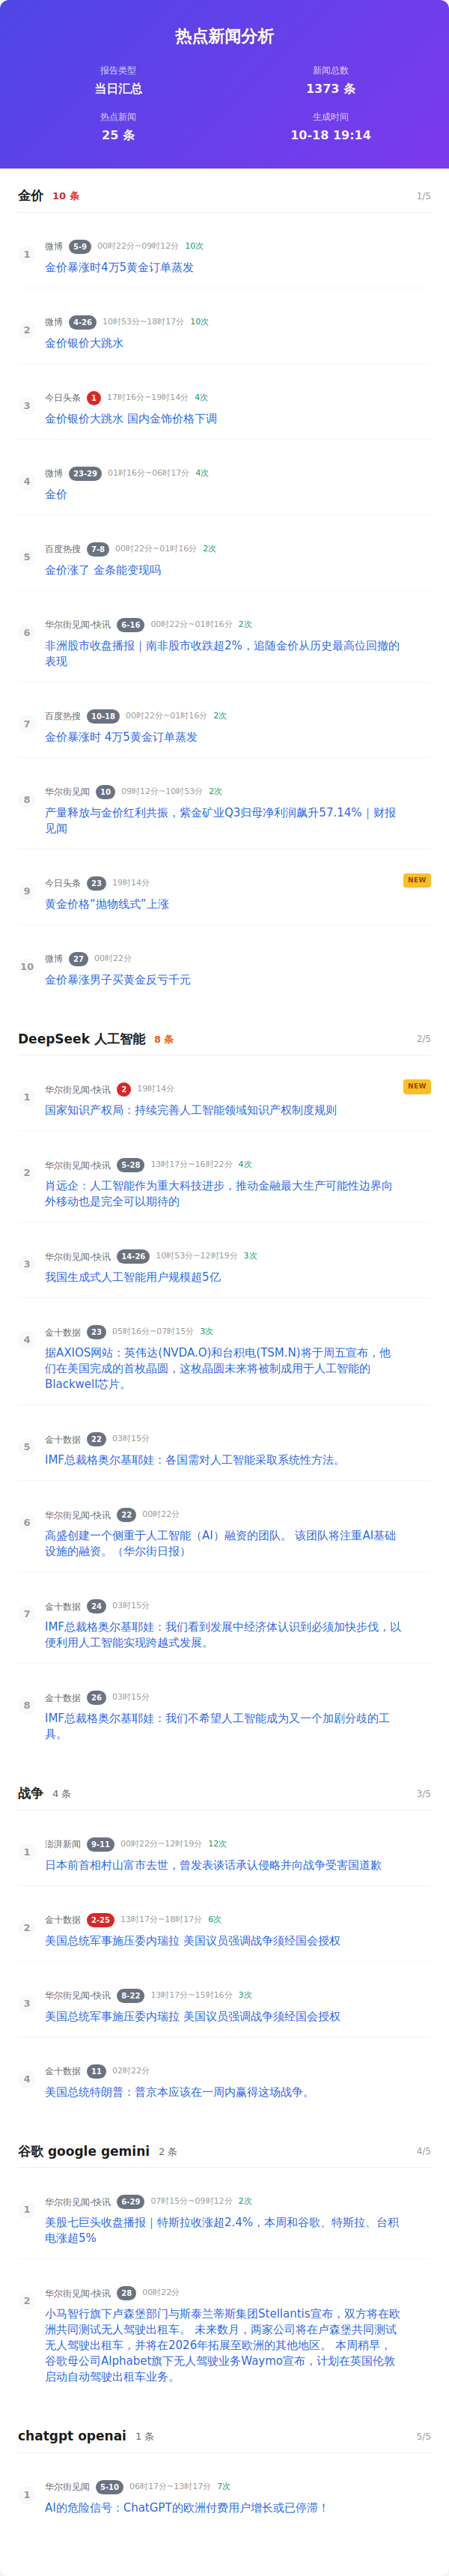 热点新闻分析
报告类型
新闻总数
当日汇总
1373 条
热点新闻
生成时间
25 条
10-18 19:14
金价 10 条 1/5
1
微博 5-9 00时22分~09时12分 10次
金价暴涨时4万5黄金订单蒸发
2
微博 4-26 10时53分~18时17分 10次
金价银价大跳水
3
今日头条 1 17时16分~19时14分 4次
金价银价大跳水 国内金饰价格下调
4
微博 23-29 01时16分~06时17分 4次
金价
5
百度热搜 7-8 00时22分~01时16分 2次
金价涨了 金条能变现吗
6
华尔街见闻-快讯 6-16 00时22分~01时16分 2次
非洲股市收盘播报｜南非股市收跌超2%，追随金价从历史最高位回撤的
表现
7
百度热搜 10-18 00时22分~01时16分 2次
金价暴涨时 4万5黄金订单蒸发
8
华尔街见闻 10 09时12分~10时53分 2次
产量释放与金价红利共振，紫金矿业Q3归母净利润飙升57.14%｜财报
见闻
9
今日头条 23 19时14分 NEW
黄金价格“抛物线式”上涨
10
微博 27 00时22分
金价暴涨男子买黄金反亏千元
DeepSeek 人工智能 8 条 2/5
1
华尔街见闻-快讯 2 19时14分 NEW
国家知识产权局：持续完善人工智能领域知识产权制度规则
2
华尔街见闻-快讯 5-28 13时17分~16时22分 4次
肖远企：人工智能作为重大科技进步，推动金融最大生产可能性边界向
外移动也是完全可以期待的
3
华尔街见闻-快讯 14-26 10时53分~12时19分 3次
我国生成式人工智能用户规模超5亿
4
金十数据 23 05时16分~07时15分 3次
据AXIOS网站：英伟达(NVDA.O)和台积电(TSM.N)将于周五宣布，他
们在美国完成的首枚晶圆，这枚晶圆未来将被制成用于人工智能的
Blackwell芯片。
5
金十数据 22 03时15分
IMF总裁格奥尔基耶娃：各国需对人工智能采取系统性方法。
6
华尔街见闻-快讯 22 00时22分
高盛创建一个侧重于人工智能（AI）融资的团队。 该团队将注重AI基础
设施的融资。（华尔街日报）
7
金十数据 24 03时15分
IMF总裁格奥尔基耶娃：我们看到发展中经济体认识到必须加快步伐，以
便利用人工智能实现跨越式发展。
8
金十数据 26 03时15分
IMF总裁格奥尔基耶娃：我们不希望人工智能成为又一个加剧分歧的工
具。
战争 4 条 3/5
1
澎湃新闻 9-11 00时22分~12时19分 12次
日本前首相村山富市去世，曾发表谈话承认侵略并向战争受害国道歉
2
金十数据 2-25 13时17分~18时17分 6次
美国总统军事施压委内瑞拉 美国议员强调战争须经国会授权
3
华尔街见闻-快讯 8-22 13时17分~15时16分 3次
美国总统军事施压委内瑞拉 美国议员强调战争须经国会授权
4
金十数据 11 02时22分
美国总统特朗普：普京本应该在一周内赢得这场战争。
谷歌 google gemini 2 条 4/5
1
华尔街见闻-快讯 6-29 07时15分~09时12分 2次
美股七巨头收盘播报｜特斯拉收涨超2.4%，本周和谷歌、特斯拉、台积
电涨超5%
2
华尔街见闻-快讯 28 00时22分
小马智行旗下卢森堡部门与斯泰兰蒂斯集团Stellantis宣布，双方将在欧
洲共同测试无人驾驶出租车。 未来数月，两家公司将在卢森堡共同测试
无人驾驶出租车，并将在2026年拓展至欧洲的其他地区。 本周稍早，
谷歌母公司Alphabet旗下无人驾驶业务Waymo宣布，计划在英国伦敦
启动自动驾驶出租车业务。
chatgpt openai 1 条 5/5
1
华尔街见闻 5-10 06时17分~13时17分 7次
AI的危险信号：ChatGPT的欧洲付费用户增长或已停滞！